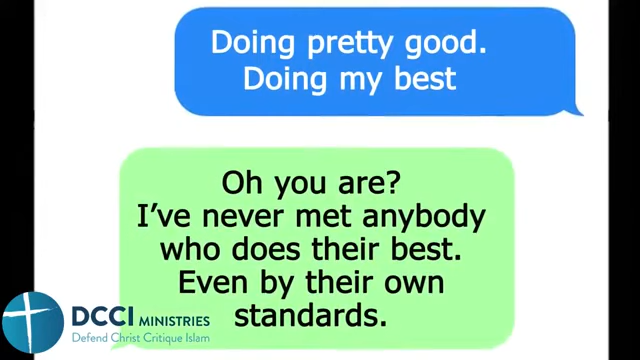 Doing pretty good.
Doing my best
Oh you are?
I've never met anybody
who does their best.
Even by their own
standards.
DCCI MINISTRIES
Defend Christ Critique Islam